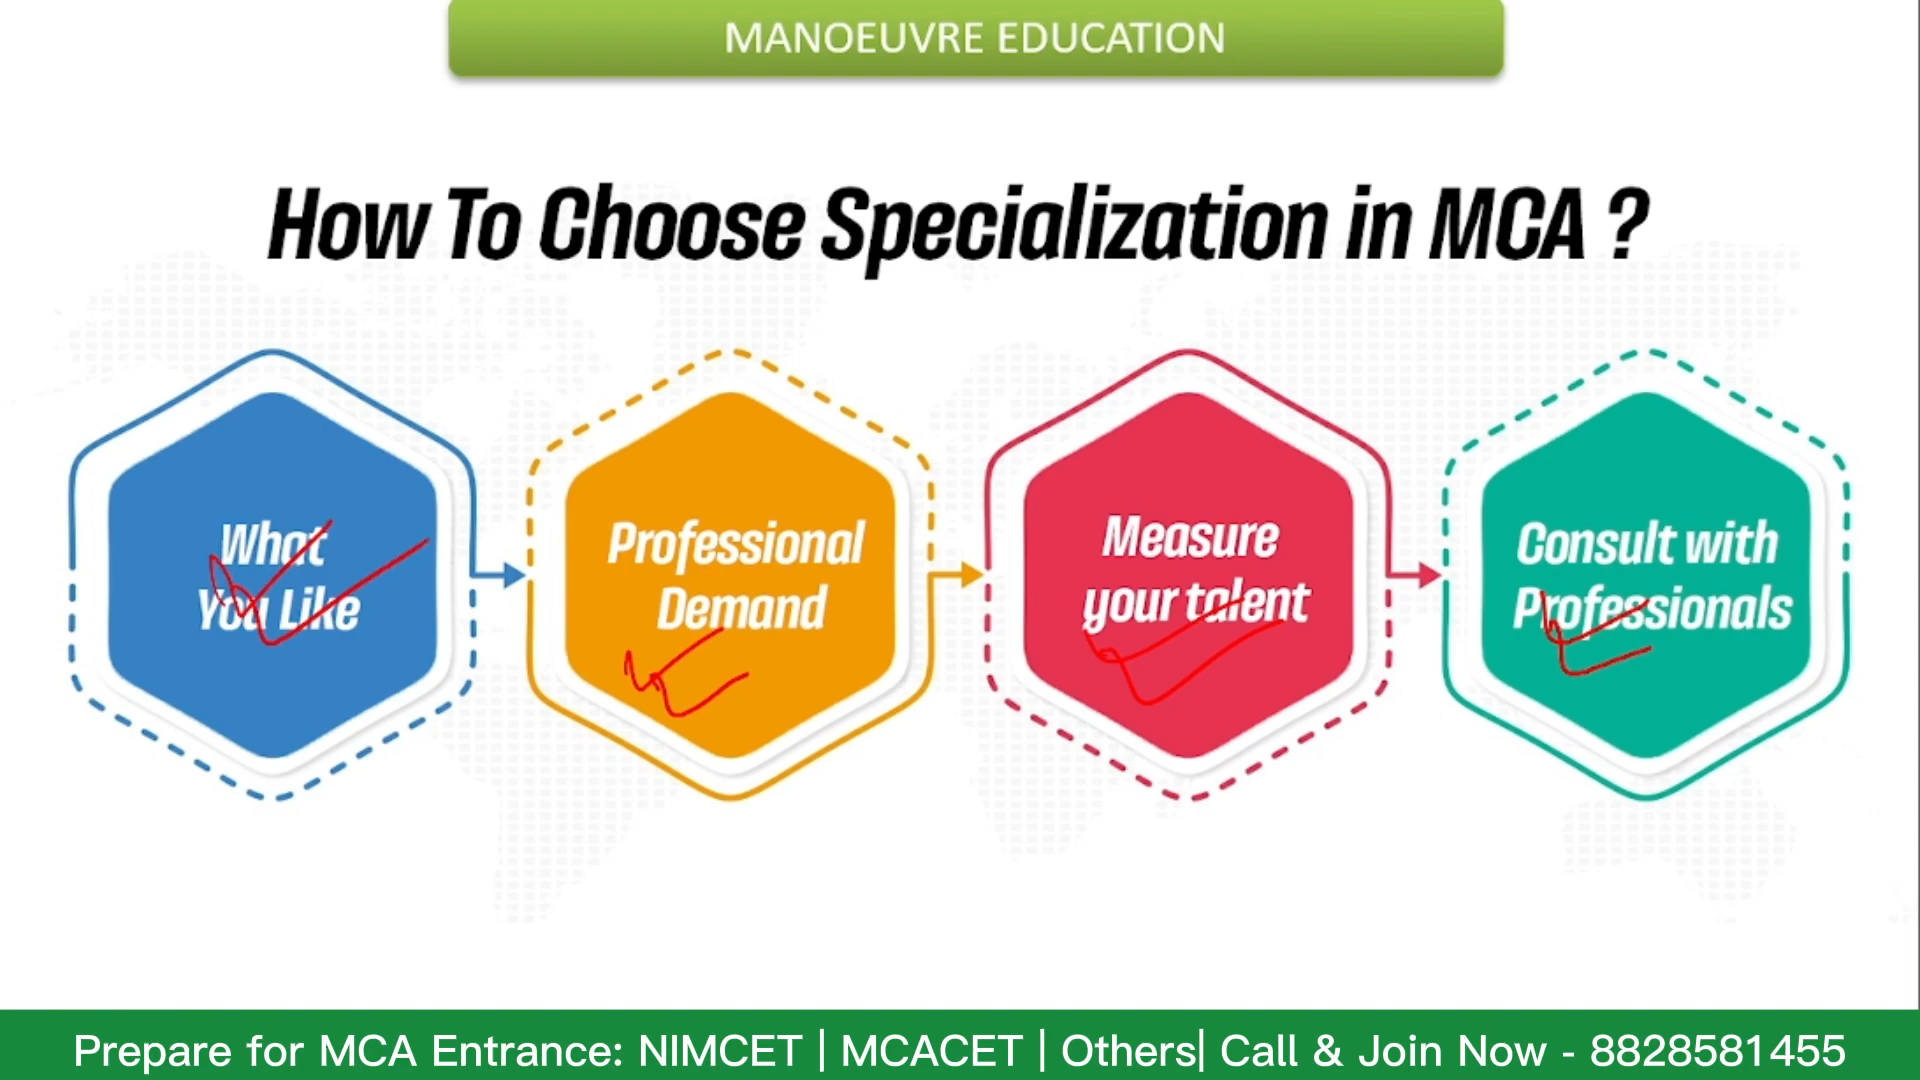 MANOEUVRE EDUCATION
How To Choose Specialization in MCA ?
What
You Like
Professional
Demand
Measure
your talent
Consult with
Professionals
Prepare for MCA Entrance: NIMCET | MCACET | Others| Call & Join Now - 8828581455